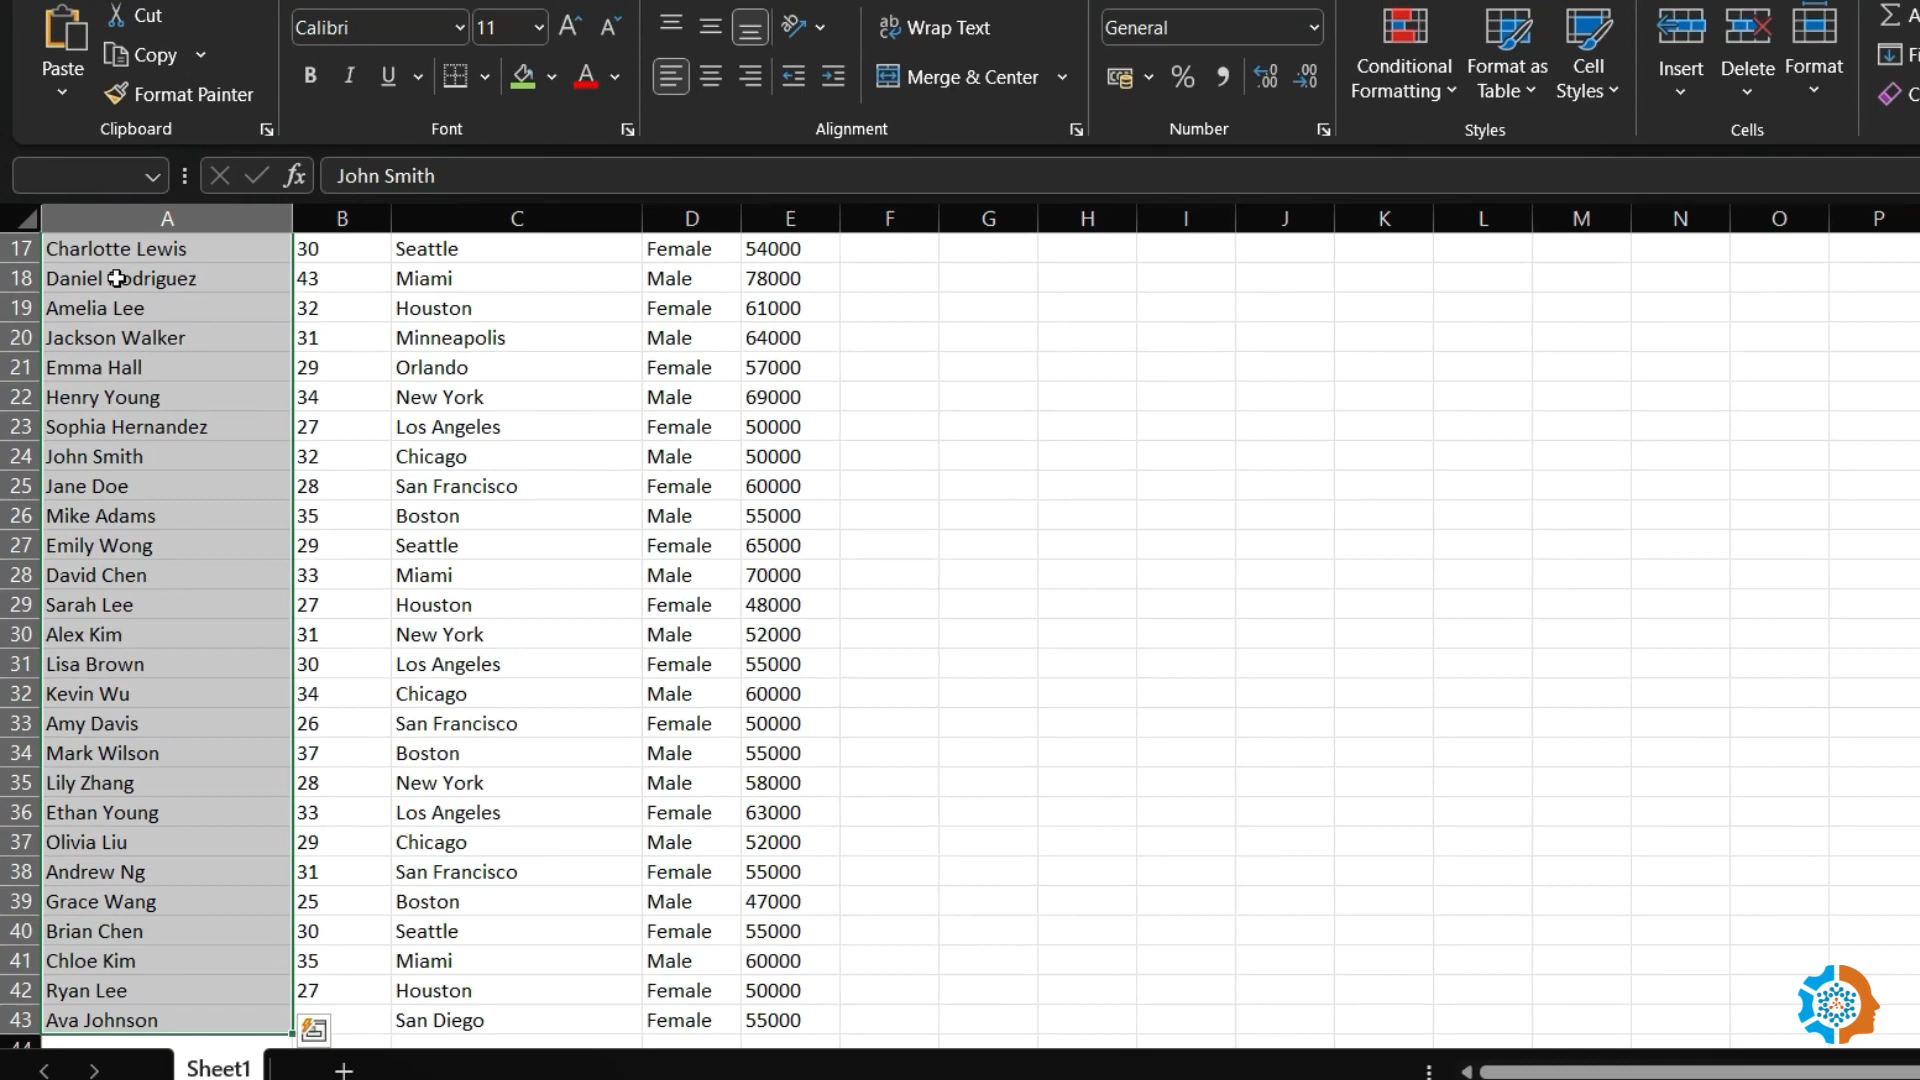 Cut
Copy
Format Painter
Paste
Clipboard
Calibri
11
B I U
Font
Wrap Text
Merge & Center
Alignment
General
%
Number
Conditional Formatting
Format as Table
Cell Styles
Styles
Insert
Delete
Format
Cells
fx John Smith
A B C D E F G H I J K L M N O P
17 Charlotte Lewis 30 Seattle Female 54000
18 Daniel Rodriguez 43 Miami Male 78000
19 Amelia Lee 32 Houston Female 61000
20 Jackson Walker 31 Minneapolis Male 64000
21 Emma Hall 29 Orlando Female 57000
22 Henry Young 34 New York Male 69000
23 Sophia Hernandez 27 Los Angeles Female 50000
24 John Smith 32 Chicago Male 50000
25 Jane Doe 28 San Francisco Female 60000
26 Mike Adams 35 Boston Male 55000
27 Emily Wong 29 Seattle Female 65000
28 David Chen 33 Miami Male 70000
29 Sarah Lee 27 Houston Female 48000
30 Alex Kim 31 New York Male 52000
31 Lisa Brown 30 Los Angeles Female 55000
32 Kevin Wu 34 Chicago Male 60000
33 Amy Davis 26 San Francisco Female 50000
34 Mark Wilson 37 Boston Male 55000
35 Lily Zhang 28 New York Male 58000
36 Ethan Young 33 Los Angeles Female 63000
37 Olivia Liu 29 Chicago Male 52000
38 Andrew Ng 31 San Francisco Female 55000
39 Grace Wang 25 Boston Male 47000
40 Brian Chen 30 Seattle Female 55000
41 Chloe Kim 35 Miami Male 60000
42 Ryan Lee 27 Houston Female 50000
43 Ava Johnson San Diego Female 55000
Sheet1